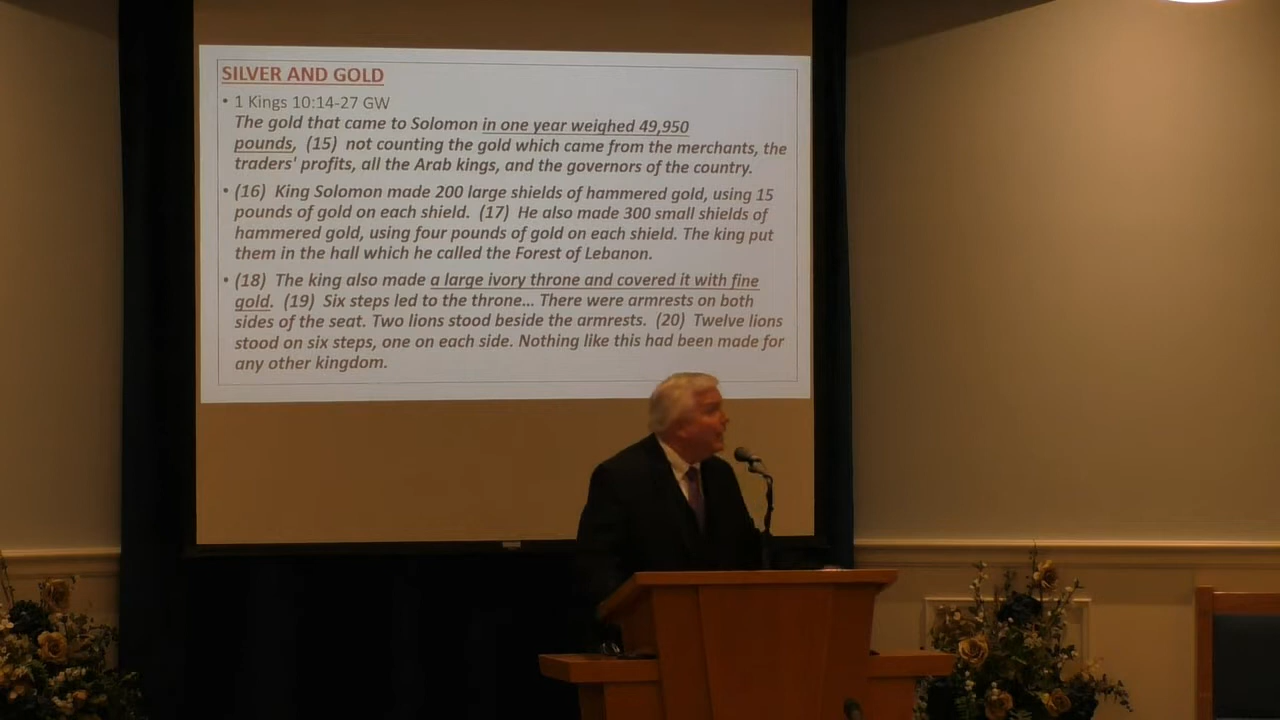 SILVER AND GOLD
• 1 Kings 10:14-27 GW
The gold that came to Solomon in one year weighed 49,950
pounds, (15) not counting the gold which came from the merchants, the
traders' profits, all the Arab kings, and the governors of the country.
• (16) King Solomon made 200 large shields of hammered gold, using 15
pounds of gold on each shield. (17) He also made 300 small shields of
hammered gold, using four pounds of gold on each shield. The king put
them in the hall which he called the Forest of Lebanon.
• (18) The king also made a large ivory throne and covered it with fine
gold. (19) Six steps led to the throne... There were armrests on both
sides of the seat. Two lions stood beside the armrests. (20) Twelve lions
stood on six steps, one on each side. Nothing like this had been made for
any other kingdom.